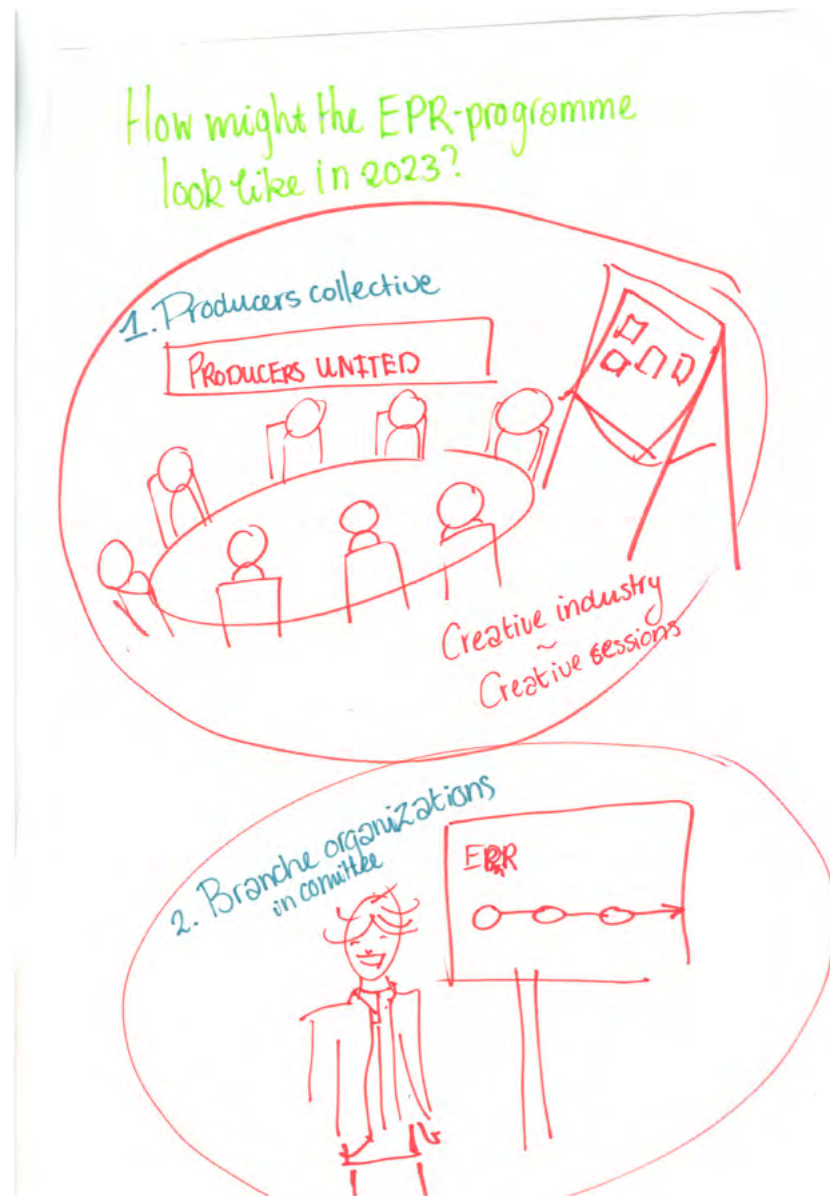 How might the EPR-programme
look like in 2023?
1. Producers collective
PRODUCERS UNITED
Creative industry
~
Creative sessions
2. Branche organizations
in comittee
EPR